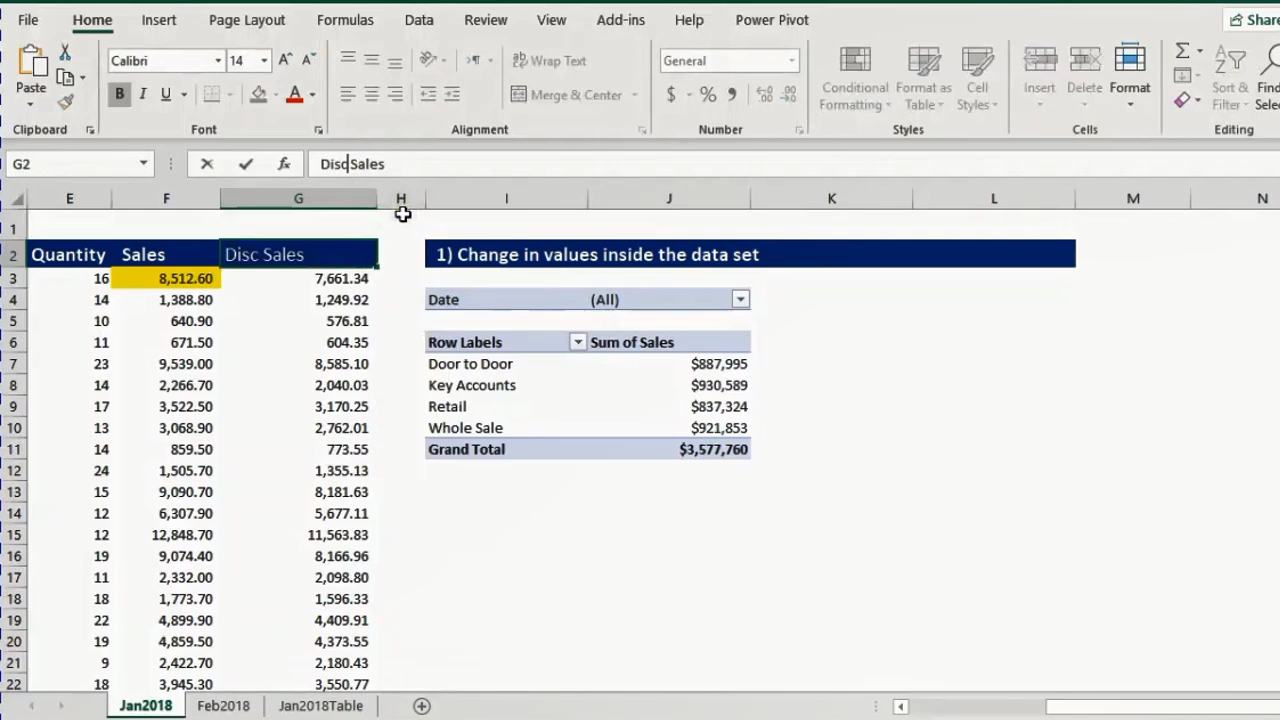 File Home Insert Page Layout Formulas Data Review View Add-ins Help Power Pivot Share
Calibri 14 Wrap Text General
Paste B I U A Merge & Center $ % Conditional Formatting Format as Table Cell Styles Insert Delete Format Sort & Filter
Clipboard Font Alignment Number Styles Cells Editing
G2 fx Disc Sales
E F G H I J K L M N
1
2 Quantity Sales Disc Sales 1) Change in values inside the data set
3 16 8,512.60 7,661.34
4 14 1,388.80 1,249.92 Date (All)
5 10 640.90 576.81
6 11 671.50 604.35 Row Labels Sum of Sales
7 23 9,539.00 8,585.10 Door to Door $887,995
8 14 2,266.70 2,040.03 Key Accounts $930,589
9 17 3,522.50 3,170.25 Retail $837,324
10 13 3,068.90 2,762.01 Whole Sale $921,853
11 14 859.50 773.55 Grand Total $3,577,760
12 24 1,505.70 1,355.13
13 15 9,090.70 8,181.63
14 12 6,307.90 5,677.11
15 12 12,848.70 11,563.83
16 19 9,074.40 8,166.96
17 11 2,332.00 2,098.80
18 18 1,773.70 1,596.33
19 22 4,899.90 4,409.91
20 19 4,859.50 4,373.55
21 9 2,422.70 2,180.43
22 18 3,945.30 3,550.77
Jan2018 Feb2018 Jan2018Table